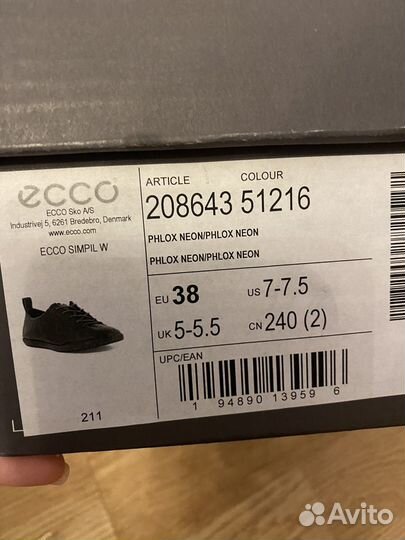 ecco
ECCO Sko A/S
Industrivej 5, 6261 Bredebro, Denmark
www.ecco.com
ECCO SIMPIL W
211
ARTICLE COLOUR
208643 51216
PHLOX NEON/PHLOX NEON
PHLOX NEON/PHLOX NEON
EU 38 US 7-7.5
UK 5-5.5 CN 240 (2)
UPC/EAN
1 94890 13959 6
Avito